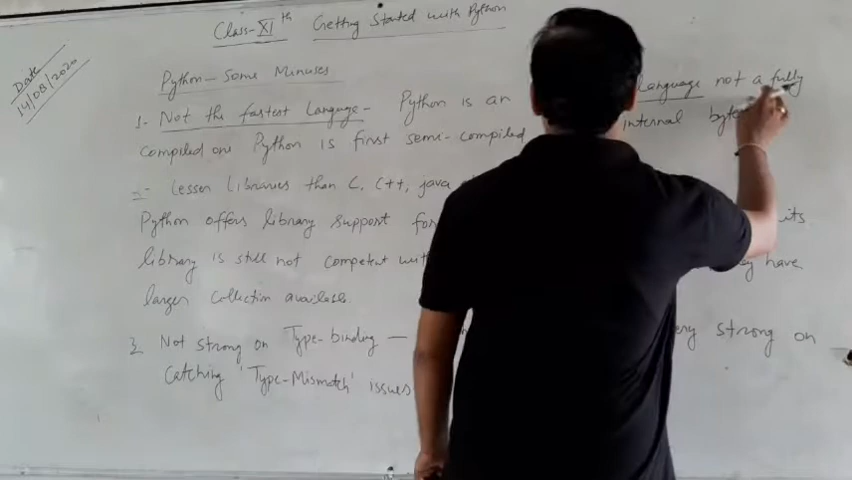 Class-XIth Getting Started with Python
Date
14/08/2020
Python - Some Minuses
1. Not the fastest Language - Python is an Language not a fully
compiled one Python is first semi-compiled internal byte
2- Lesser Libraries than C, C++, java
Python offers library support for its
library is still not competent with they have
larger collection available.
3. Not strong on Type-binding — very strong on
Catching 'Type-Mismatch' issues